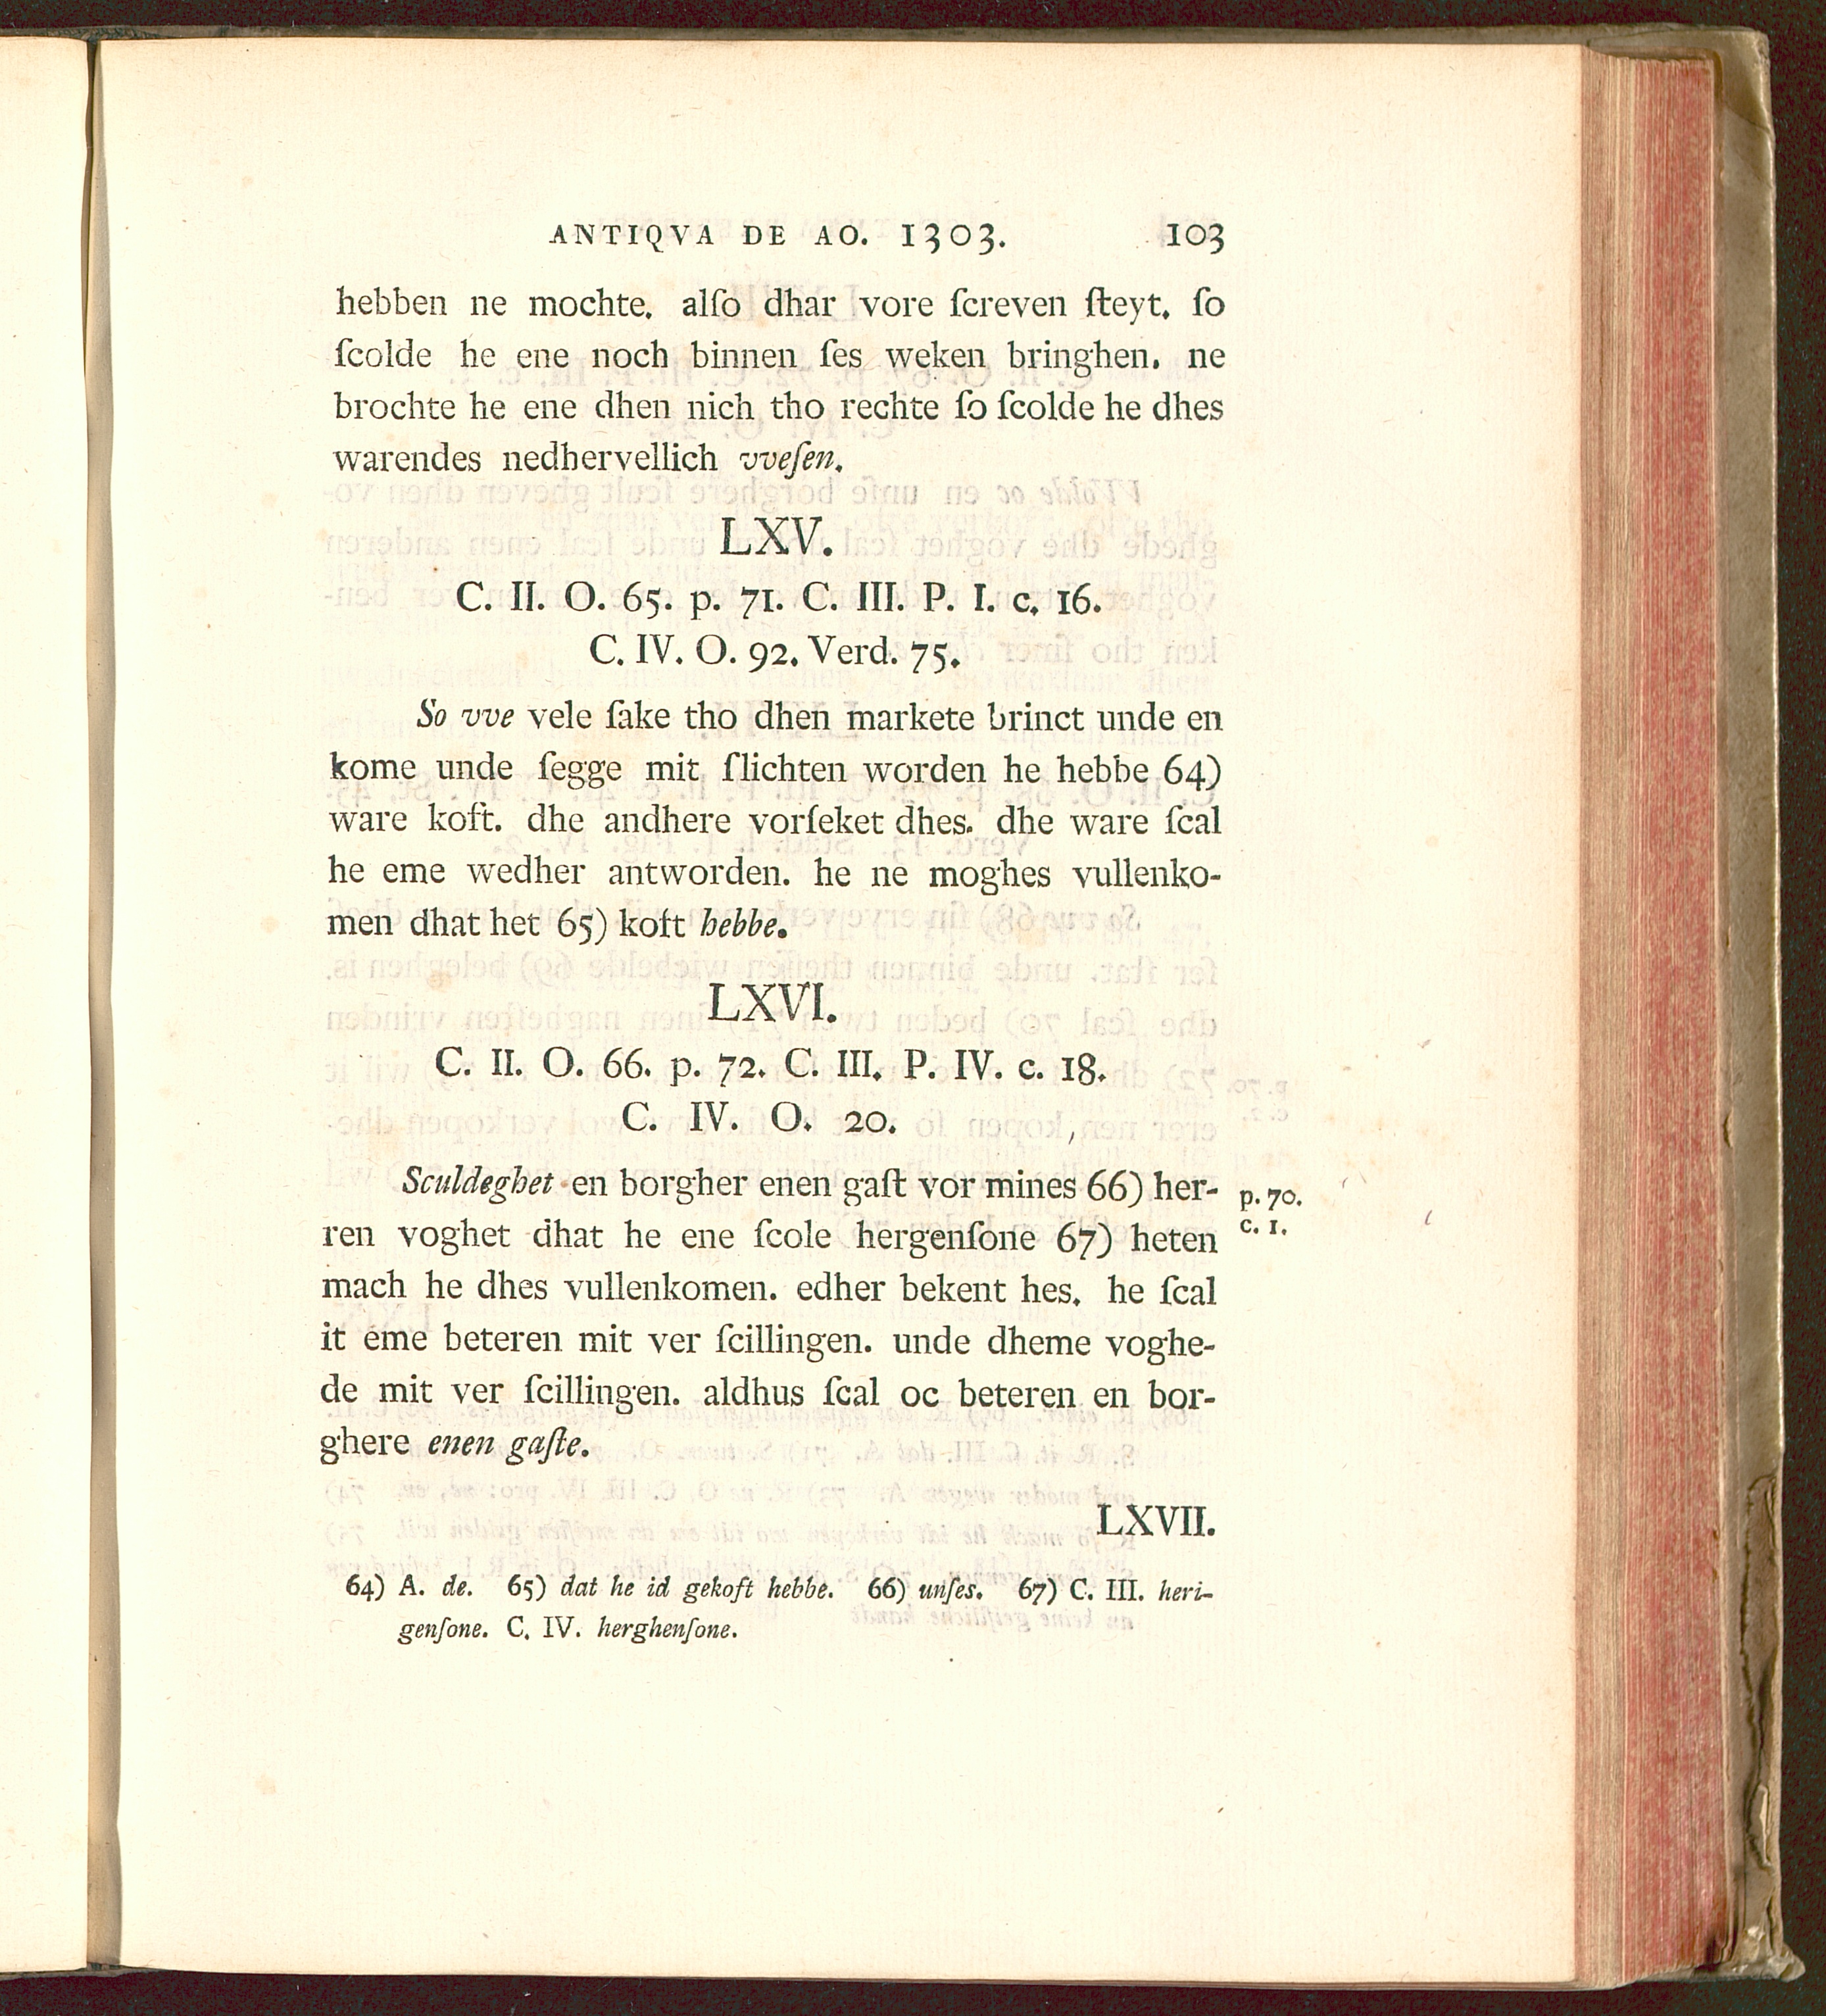 ANTIQVA DE AO. 1303. 103
hebben ne mochte. alſo dhar vore ſcreven ſteyt. ſo
ſcolde he ene noch binnen ſes weken bringhen. ne
brochte he ene dhen nich tho rechte ſo ſcolde he dhes
warendes nedhervellich vveſen.
LXV.
C. II. O. 65. p. 71. C. III. P. I. c. 16.
C. IV. O. 92. Verd. 75.
So vve vele ſake tho dhen markete brinct unde en
kome unde ſegge mit ſlichten worden he hebbe 64)
ware koft. dhe andhere vorſeket dhes. dhe ware ſcal
he eme wedher antworden. he ne moghes vullenko-
men dhat het 65) koft hebbe.
LXVI.
C. II. O. 66. p. 72. C. III. P. IV. c. 18.
C. IV. O. 20.
Sculdeghet en borgher enen gaſt vor mines 66) her-
p. 70.
ren voghet dhat he ene ſcole hergenſone 67) heten
c. 1.
mach he dhes vullenkomen. edher bekent hes. he ſcal
it eme beteren mit ver ſcillingen. unde dheme voghe-
de mit ver ſcillingen. aldhus ſcal oc beteren en bor-
ghere enen gaſte.
LXVII.
64) A. de. 65) dat he id gekoft hebbe. 66) unſes. 67) C. III. heri-
genſone. C. IV. herghenſone.